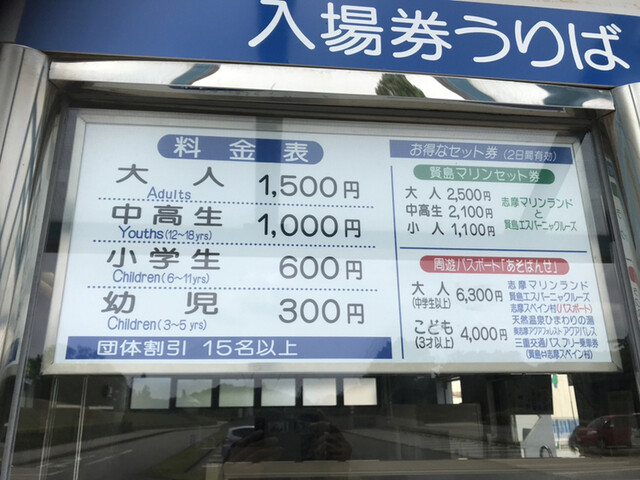 入場券うりば
料金表
大人 1,500円
Adults
中高生 1,000円
Youths(12~18yrs)
小学生 600円
Children(6~11yrs)
幼児 300円
Children(3~5yrs)
団体割引 15名以上
お得なセット券(2日間有効)
賢島マリンセット券
大人 2,500円
中高生 2,100円
小人 1,100円
志摩マリンランド
と
賢島エスパーニャクルーズ
周遊パスポート「あそばんせ」
大人 6,300円
(中学生以上)
こども 4,000円
(3才以上)
志摩マリンランド
賢島エスパーニャクルーズ
志摩スペイン村(パスポート)
天然温泉ひまわりの湯
三重交通バスフリー乗車券
(賢島⇔志摩スペイン村)